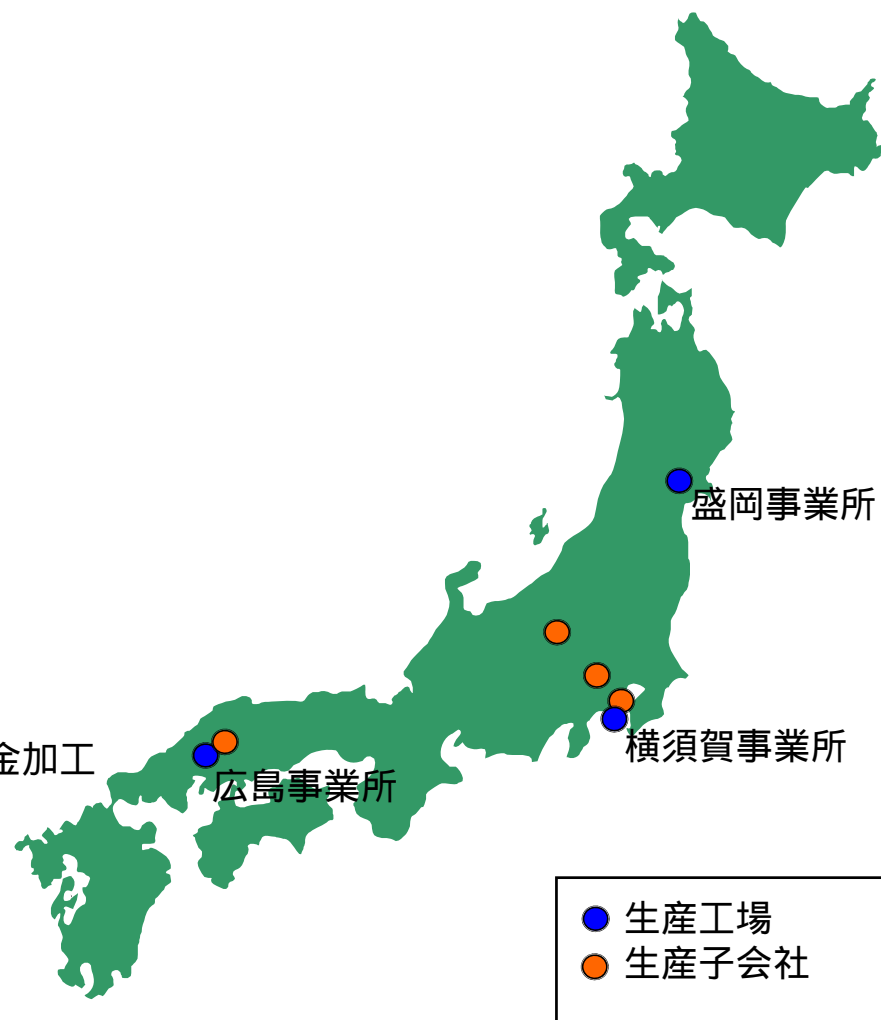 盛岡事業所
横須賀事業所
金加工
広島事業所
生産工場
生産子会社